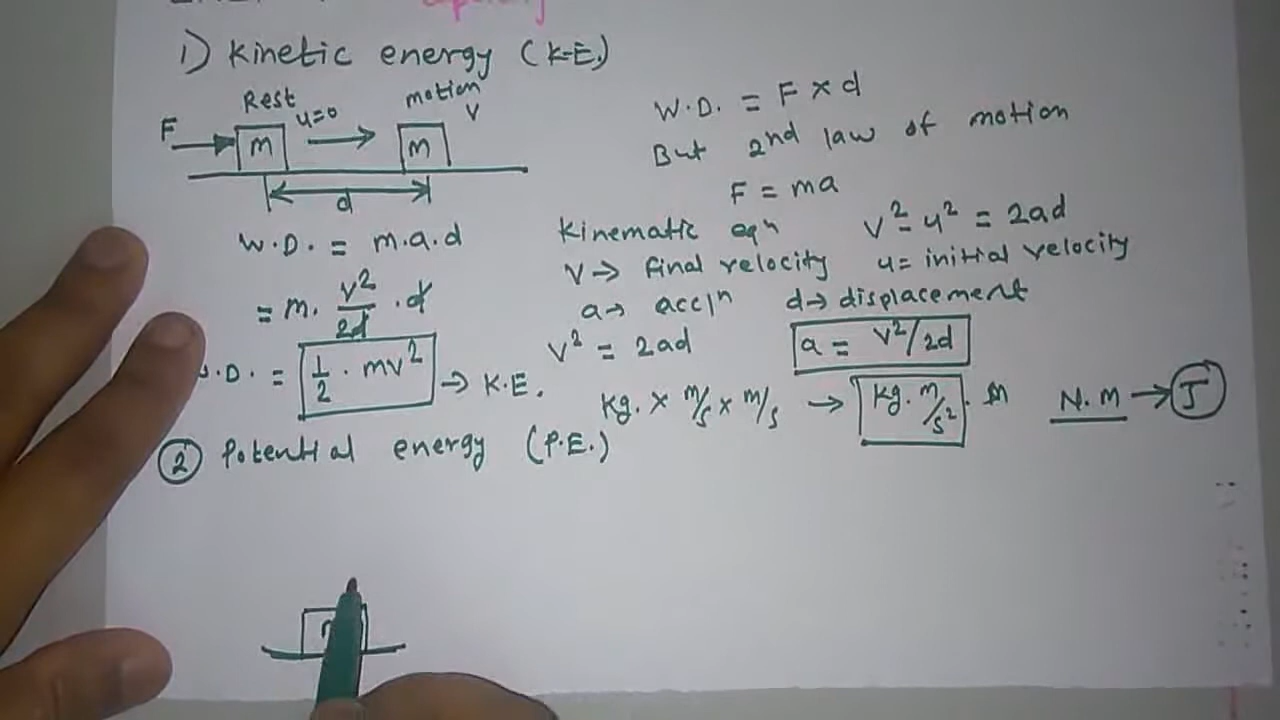 1) Kinetic energy (K.E.)
Rest
motion
u=0
V
F
m
m
d
W.D. = F × d
But 2nd law of motion
F = ma
W.D. = m.a.d
Kinematic eqn
V² - u² = 2ad
V → final velocity
u = initial velocity
a → accln
d → displacement
= m. V²/2d . d
V² = 2ad
a = V²/2d
.D. = 1/2 . mv² → K.E.
Kg. × m/s × m/s → Kg. m/s² . m
N.M → J
2 Potential energy (P.E.)